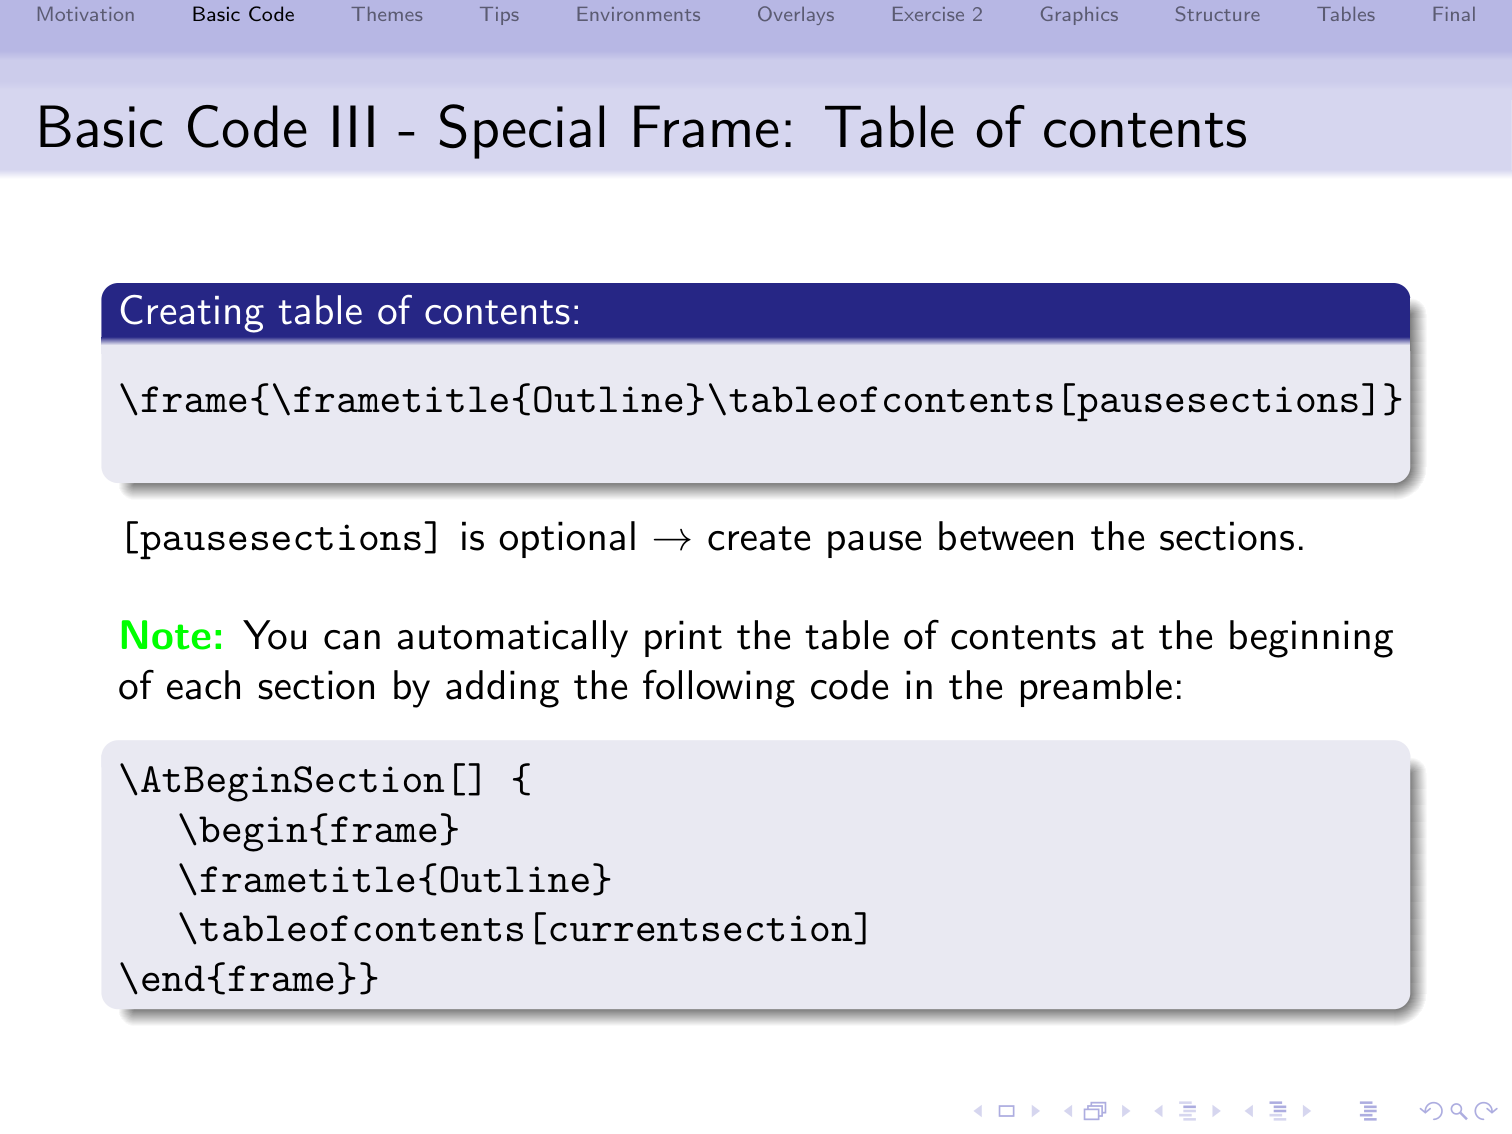 Motivation Basic Code Themes Tips Environments Overlays Exercise 2 Graphics Structure Tables Final
Basic Code III - Special Frame: Table of contents
Creating table of contents:
\frame{\frametitle{Outline}\tableofcontents[pausesections]}
[pausesections] is optional → create pause between the sections.
Note: You can automatically print the table of contents at the beginning
of each section by adding the following code in the preamble:
\AtBeginSection[] {
\begin{frame}
\frametitle{Outline}
\tableofcontents[currentsection]
\end{frame}}